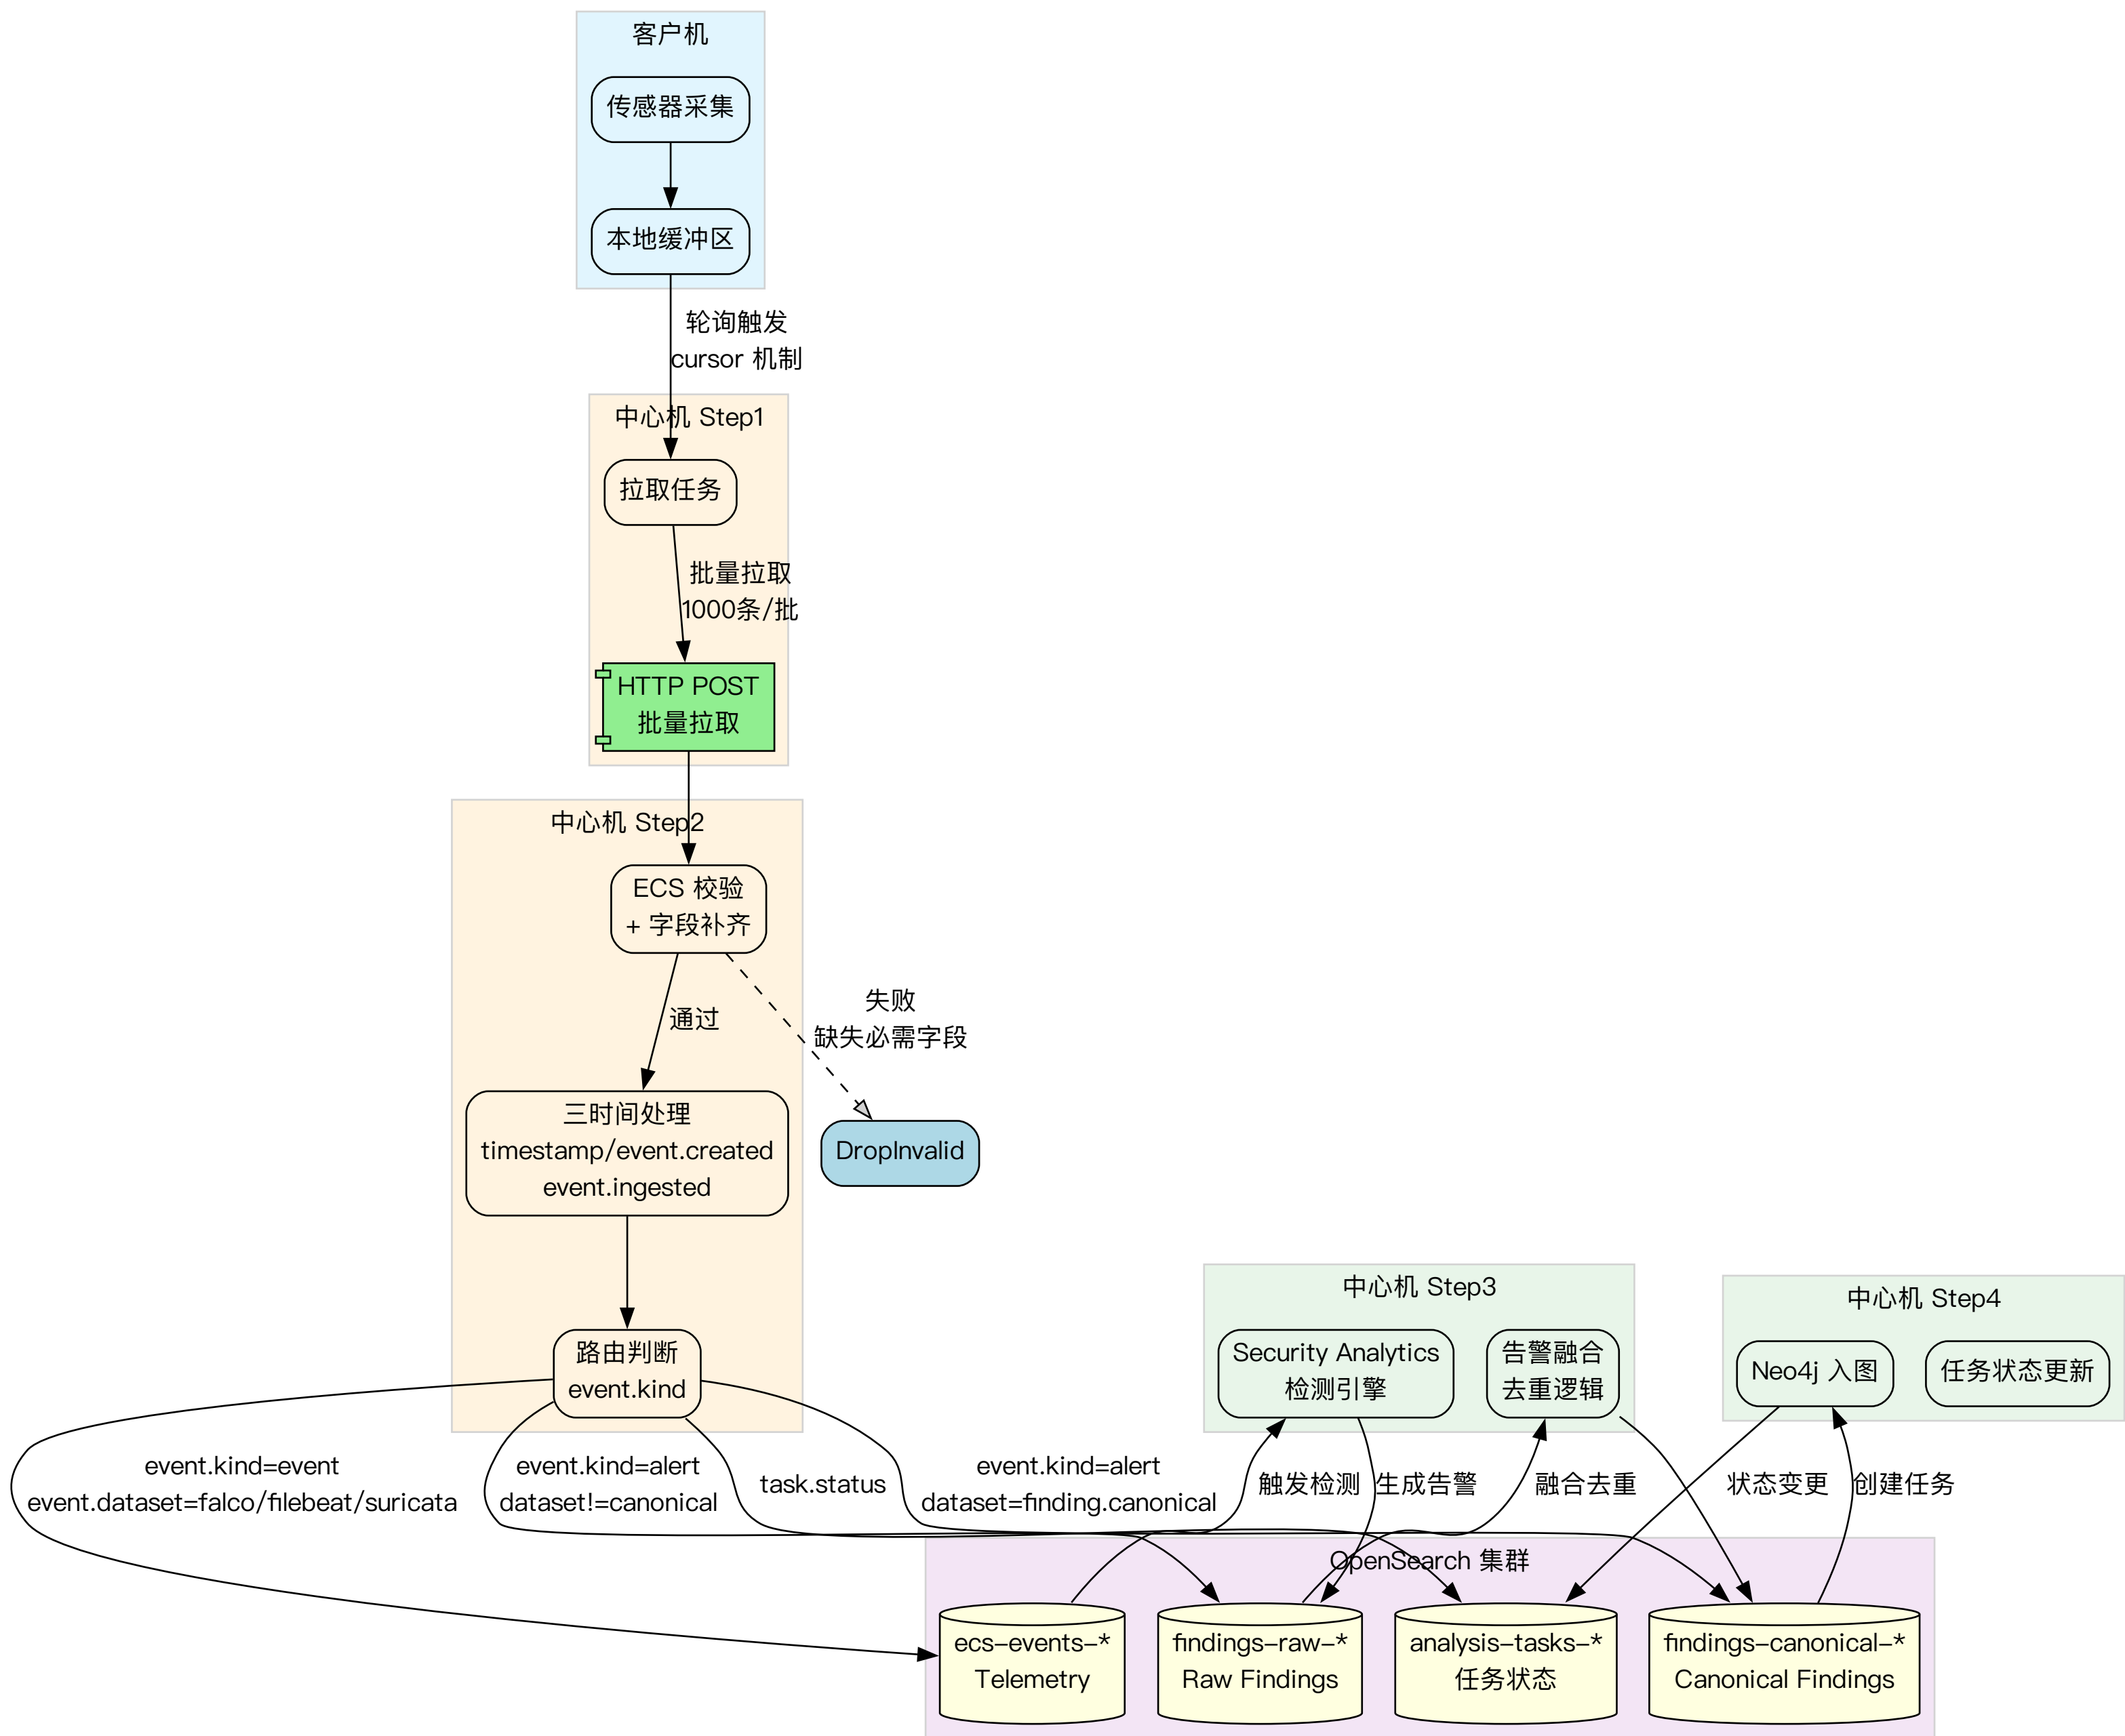 客户机
传感器采集
本地缓冲区
轮询触发
cursor 机制
中心机 Step1
拉取任务
批量拉取
1000条/批
HTTP POST
批量拉取
中心机 Step2
ECS 校验
+ 字段补齐
通过
失败
缺失必需字段
三时间处理
timestamp/event.created
event.ingested
DropInvalid
路由判断
event.kind
中心机 Step3
Security Analytics
检测引擎
告警融合
去重逻辑
中心机 Step4
Neo4j 入图
任务状态更新
event.kind=event
event.dataset=falco/filebeat/suricata
event.kind=alert
dataset!=canonical
task.status
event.kind=alert
dataset=finding.canonical
触发检测
生成告警
融合去重
状态变更
创建任务
OpenSearch 集群
ecs-events-*
Telemetry
findings-raw-*
Raw Findings
analysis-tasks-*
任务状态
findings-canonical-*
Canonical Findings